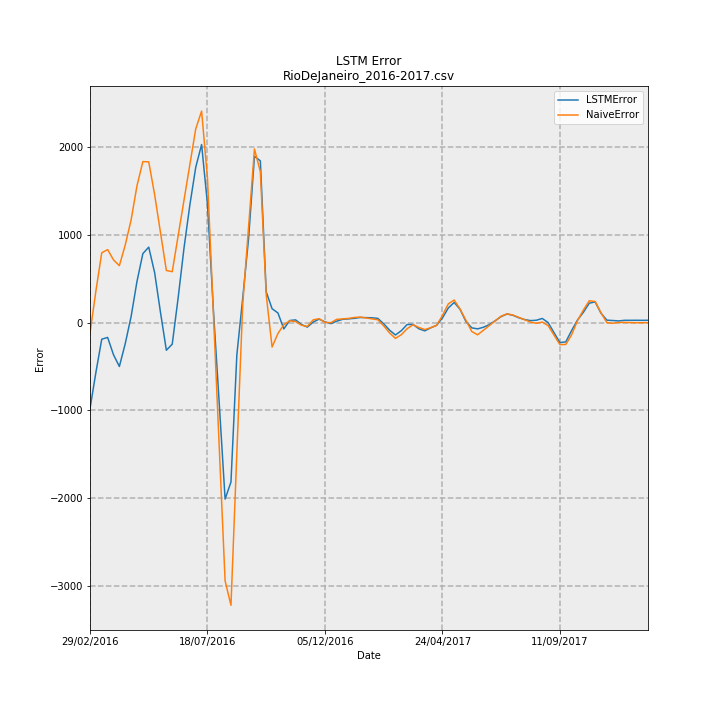 LSTM Error
RioDeJaneiro_2016-2017.csv
LSTMError
NaiveError
2000
1000
0
−1000
−2000
−3000
Error
29/02/2016
18/07/2016
05/12/2016
24/04/2017
11/09/2017
Date